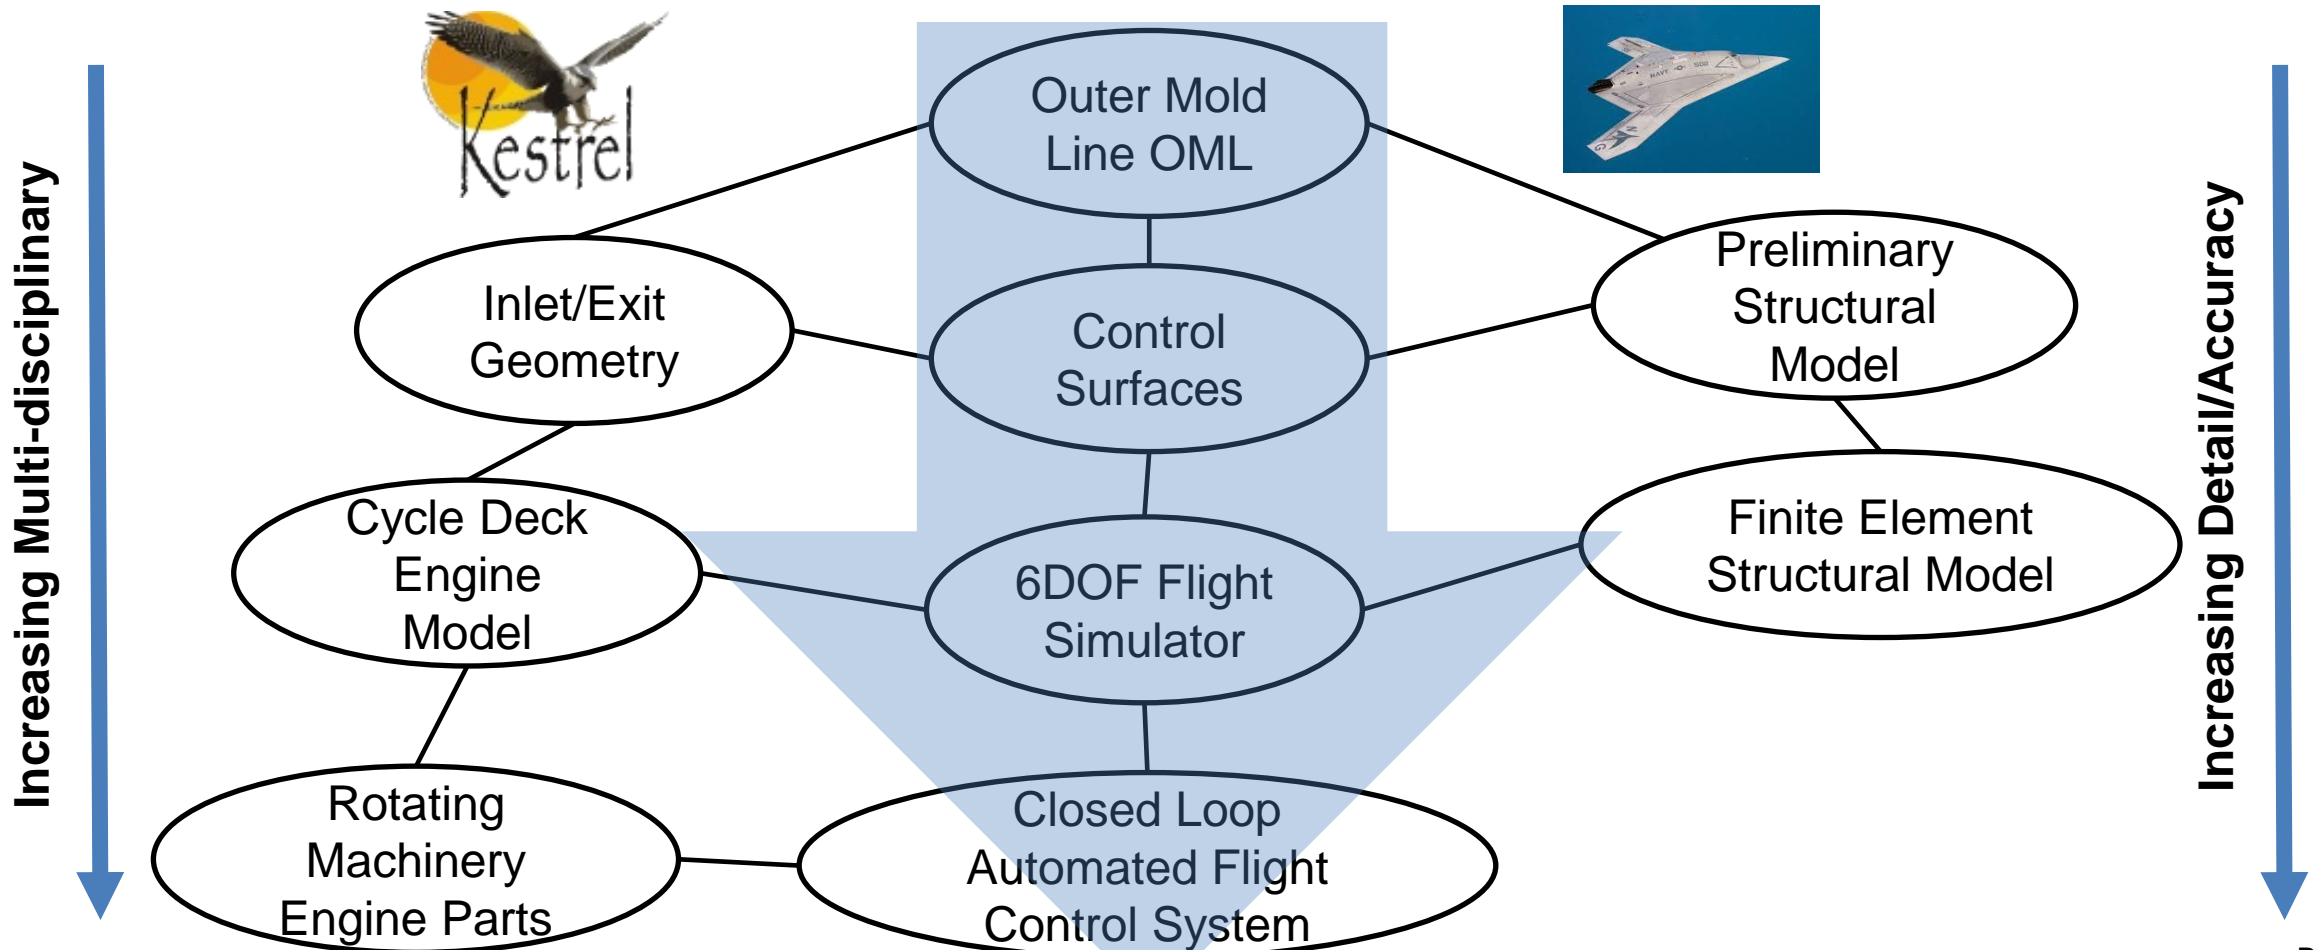 Kestrel
Outer Mold
Line OML
NAVY
502
N
G
Inlet/Exit
Geometry
Control
Surfaces
Preliminary
Structural
Model
Cycle Deck
Engine
Model
6DOF Flight
Simulator
Finite Element
Structural Model
Rotating
Machinery
Engine Parts
Closed Loop
Automated Flight
Control System
Increasing Multi-disciplinary
Increasing Detail/Accuracy